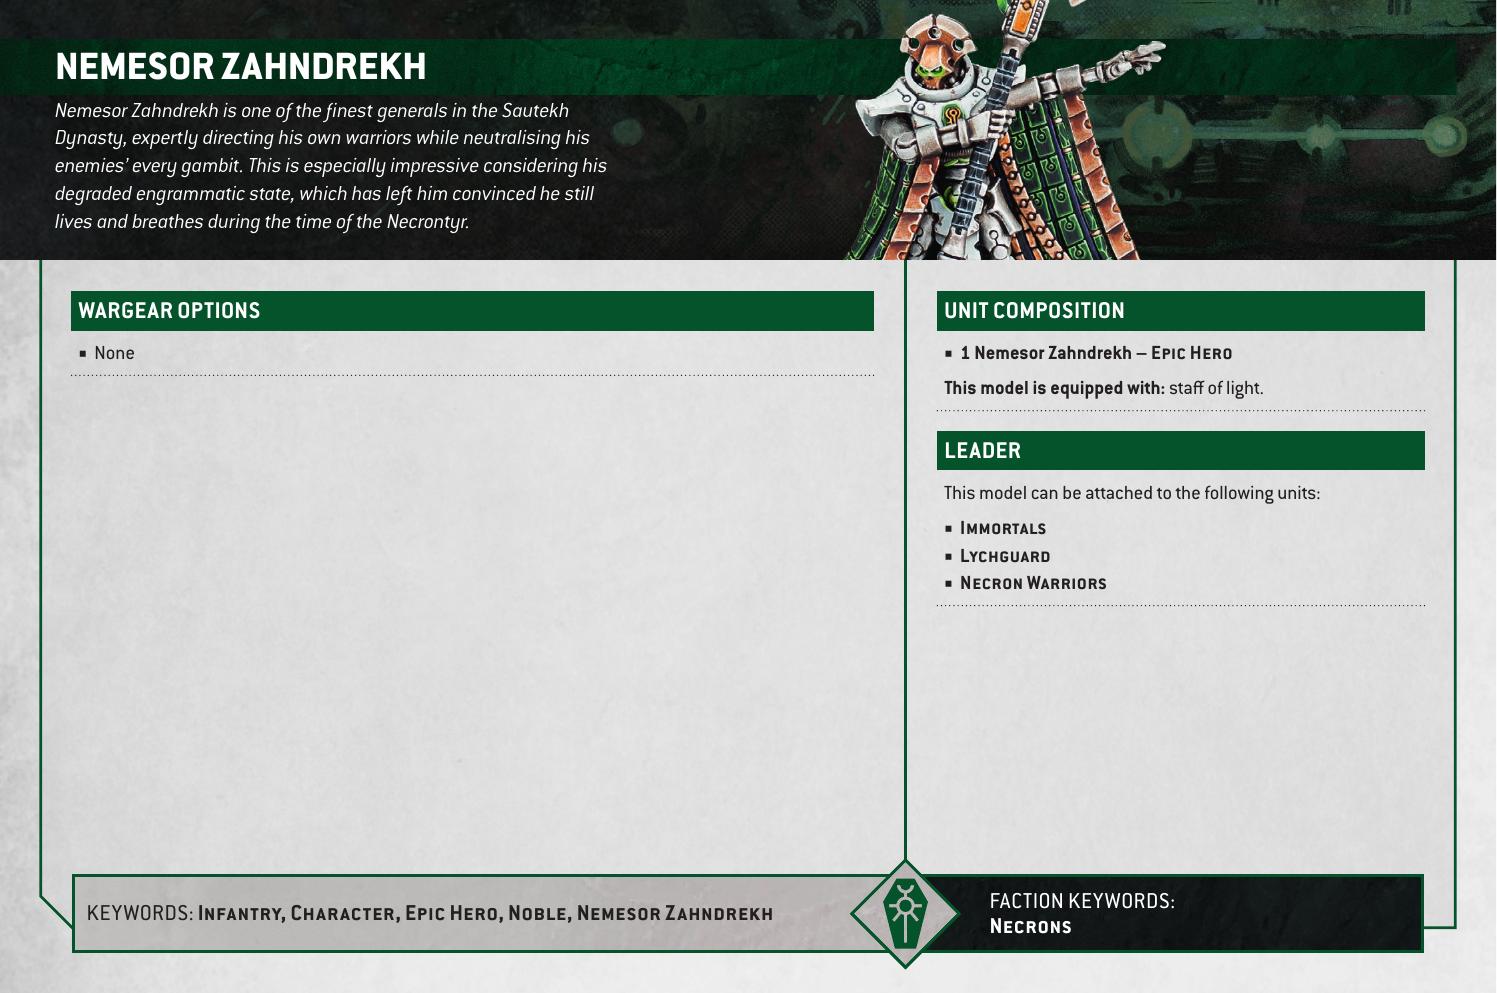 NEMESOR ZAHNDREKH
Nemesor Zahndrekh is one of the finest generals in the Sautekh
Dynasty, expertly directing his own warriors while neutralising his
enemies’ every gambit. This is especially impressive considering his
degraded engrammatic state, which has left him convinced he still
lives and breathes during the time of the Necrontyr.
WARGEAR OPTIONS
▪ None
UNIT COMPOSITION
▪ 1 Nemesor Zahndrekh – EPIC HERO
This model is equipped with: staff of light.
LEADER
This model can be attached to the following units:
▪ IMMORTALS
▪ LYCHGUARD
▪ NECRON WARRIORS
KEYWORDS: INFANTRY, CHARACTER, EPIC HERO, NOBLE, NEMESOR ZAHNDREKH
FACTION KEYWORDS:
NECRONS